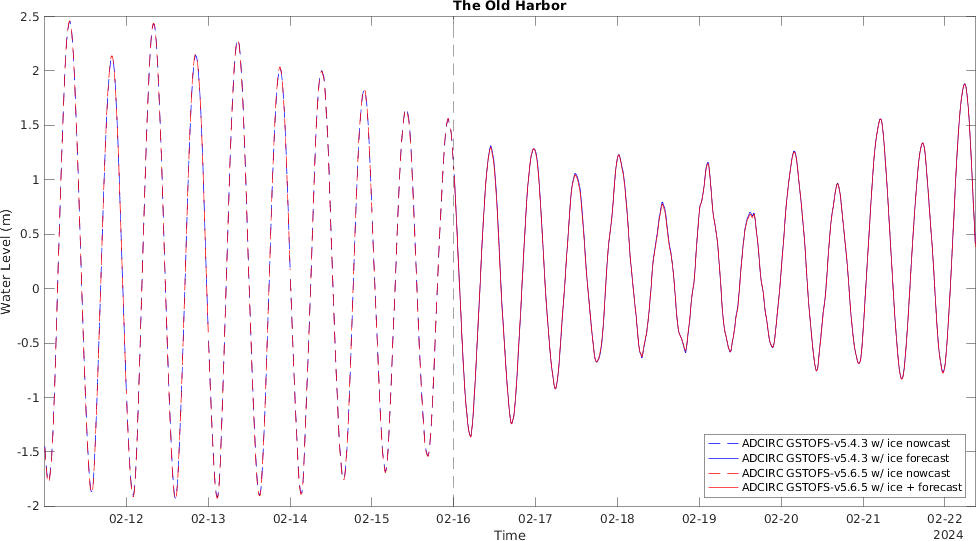 The Old Harbor
Water Level (m)
2.5
2
1.5
1
0.5
0
-0.5
-1
-1.5
-2
ADCIRC GSTOFS-v5.4.3 w/ ice nowcast
ADCIRC GSTOFS-v5.4.3 w/ ice forecast
ADCIRC GSTOFS-v5.6.5 w/ ice nowcast
ADCIRC GSTOFS-v5.6.5 w/ ice + forecast
02-12 02-13 02-14 02-15 02-16 02-17 02-18 02-19 02-20 02-21 02-22
Time
2024